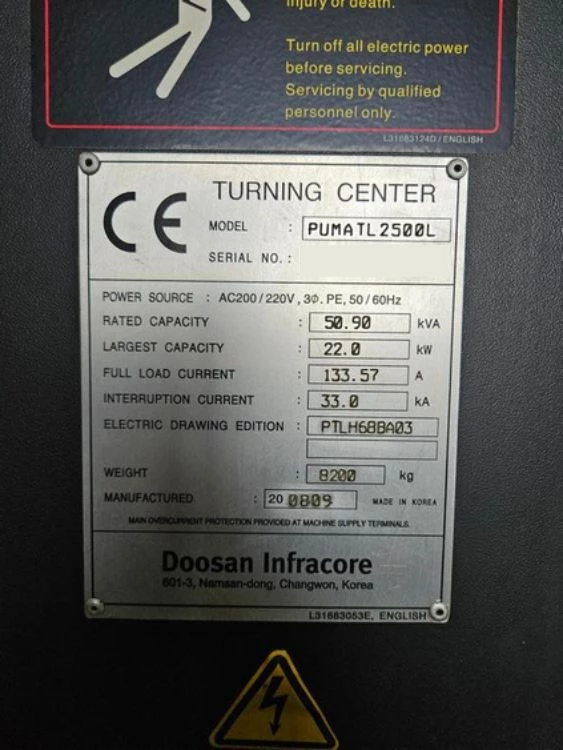 injury or death.
Turn off all electric power
before servicing.
Servicing by qualified
personnel only.
L31683124D / ENGLISH
CE TURNING CENTER
MODEL : PUMATL2500L
SERIAL NO. :
POWER SOURCE : AC200/220V, 3Φ. PE, 50/60Hz
RATED CAPACITY : 50.90 kVA
LARGEST CAPACITY : 22.0 kW
FULL LOAD CURRENT : 133.57 A
INTERRUPTION CURRENT : 33.0 kA
ELECTRIC DRAWING EDITION : PTLH6BBA03
WEIGHT : 8200 kg
MANUFACTURED : 20 0809 MADE IN KOREA
MAIN OVERCURRENT PROTECTION PROVIDED AT MACHINE SUPPLY TERMINALS.
Doosan Infracore
601-3, Namsan-dong, Changwon, Korea
L31683053E, ENGLISH